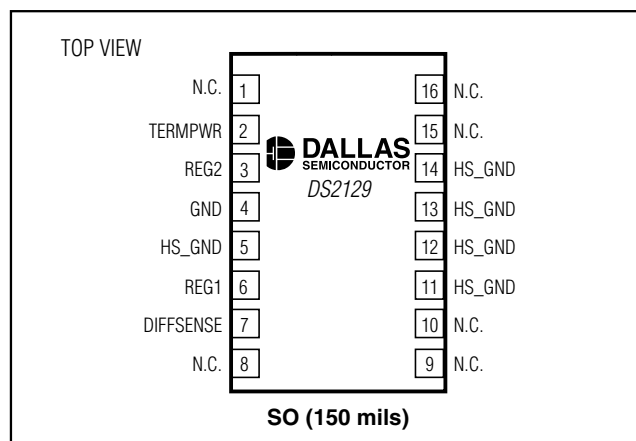 TOP VIEW
N.C. 1 16 N.C.
TERMPWR 2 15 N.C.
DALLAS
SEMICONDUCTOR
REG2 3 14 HS_GND
DS2129
GND 4 13 HS_GND
HS_GND 5 12 HS_GND
REG1 6 11 HS_GND
DIFFSENSE 7 10 N.C.
N.C. 8 9 N.C.
SO (150 mils)